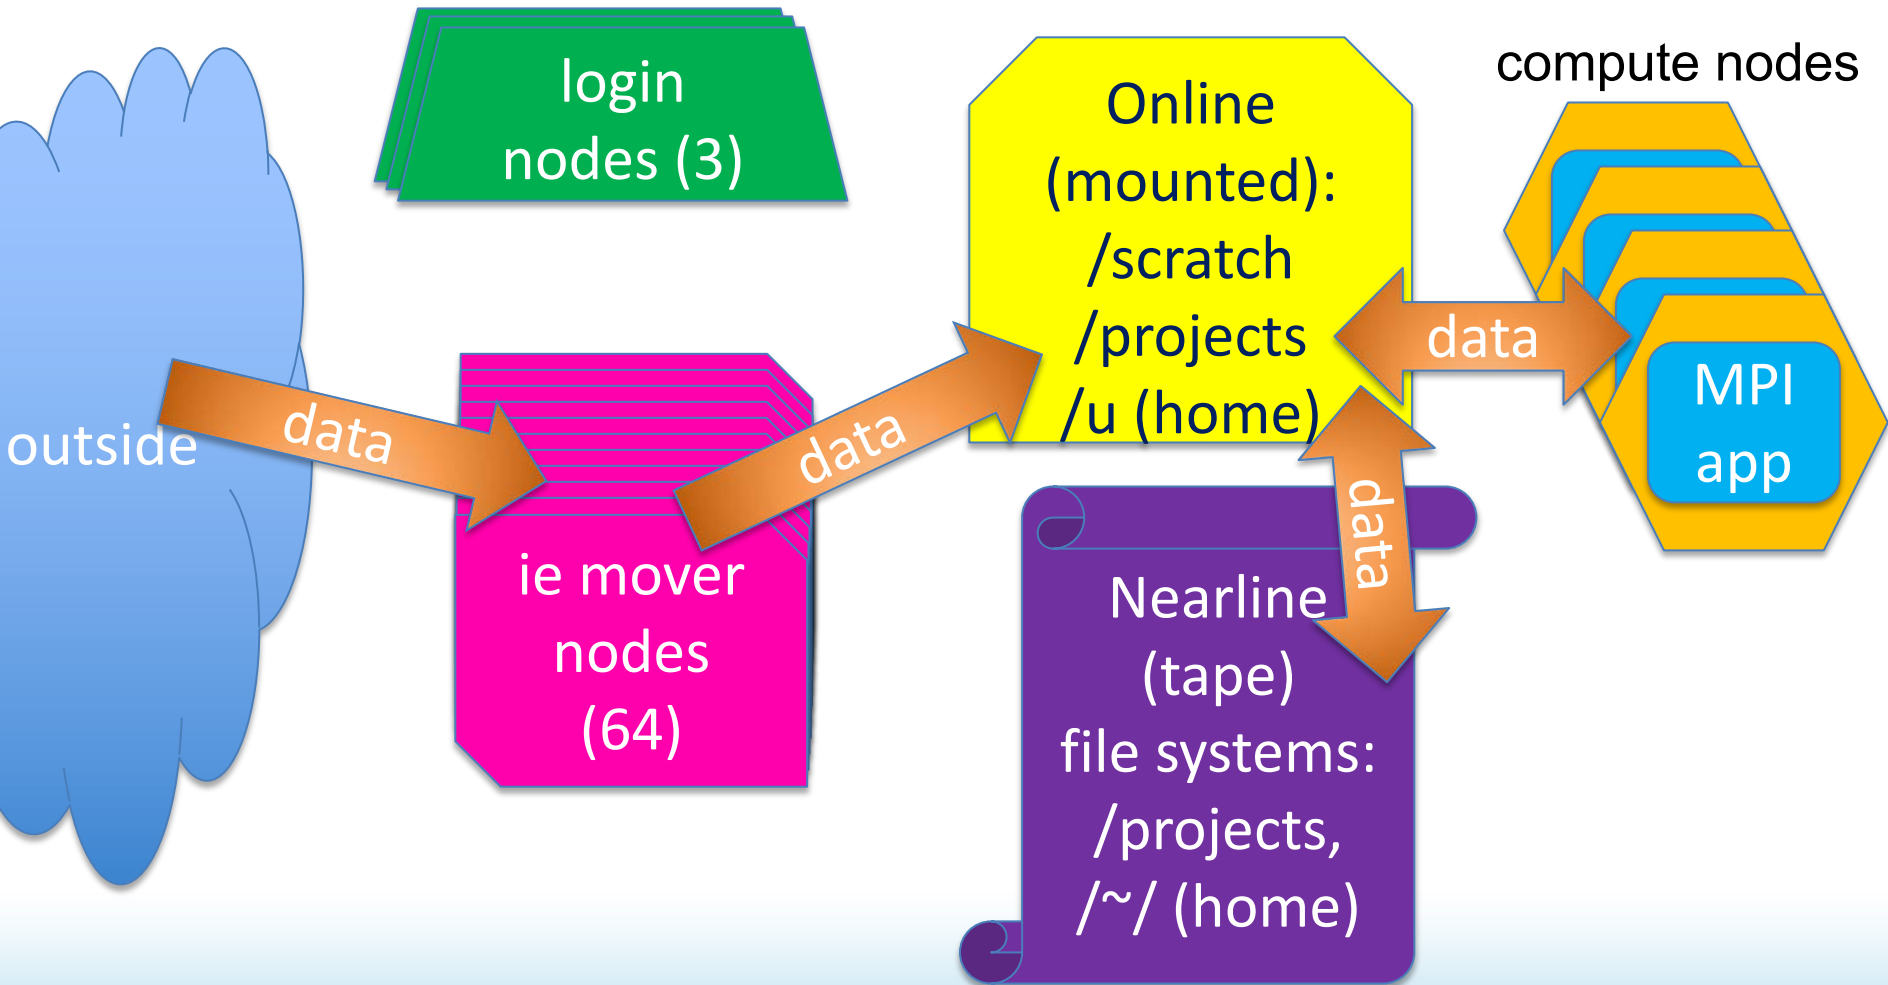 login
nodes (3)
outside
data
ie mover
nodes
(64)
data
Online
(mounted):
/scratch
/projects
/u (home)
data
compute nodes
MPI
app
data
Nearline
(tape)
file systems:
/projects,
/~/ (home)